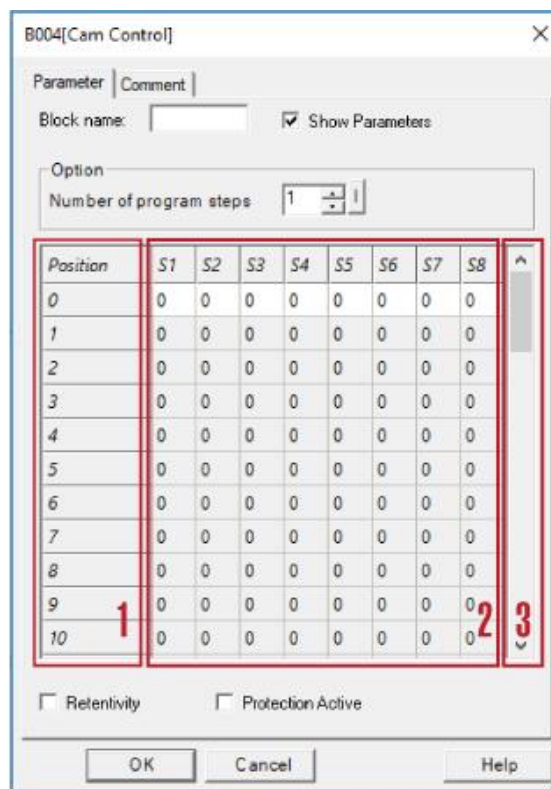 B004[Cam Control]
Parameter Comment
Block name: Show Parameters
Option
Number of program steps 1
Position S1 S2 S3 S4 S5 S6 S7 S8
0 0 0 0 0 0 0 0 0
1 0 0 0 0 0 0 0 0
2 0 0 0 0 0 0 0 0
3 0 0 0 0 0 0 0 0
4 0 0 0 0 0 0 0 0
5 0 0 0 0 0 0 0 0
6 0 0 0 0 0 0 0 0
7 0 0 0 0 0 0 0 0
8 0 0 0 0 0 0 0 0
9 0 0 0 0 0 0 0 0
10 0 0 0 0 0 0 0 0
1 2 3
Retentivity Protection Active
OK Cancel Help